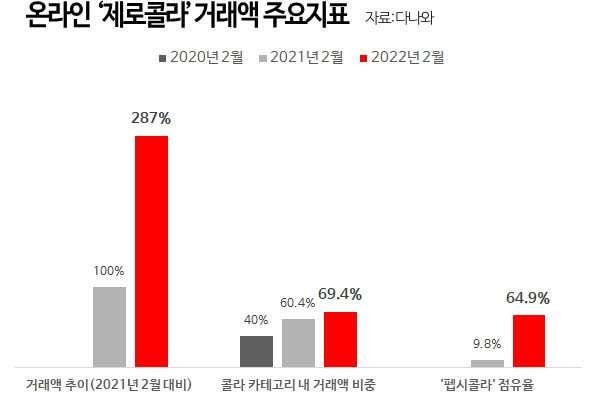 온라인 ‘제로콜라’ 거래액 주요지표 자료:다나와
2020년 2월 2021년 2월 2022년 2월
287%
100%
40%
60.4%
69.4%
9.8%
64.9%
거래액 추이(2021년 2월 대비) 콜라 카테고리 내 거래액 비중 ‘펩시콜라’ 점유율